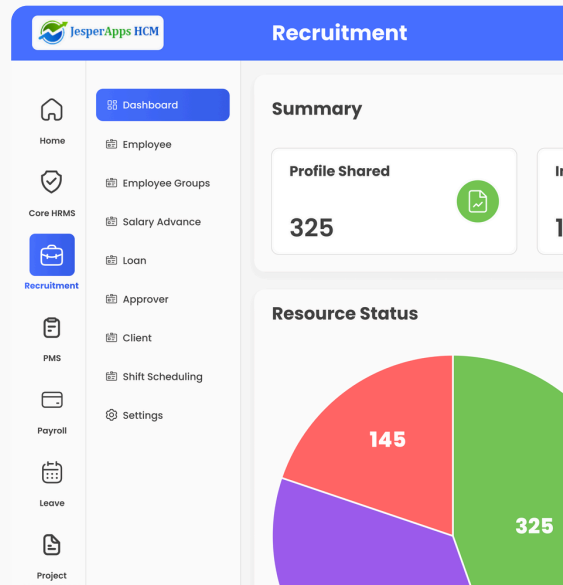 JesperApps HCM
Recruitment
Home
Core HRMS
Recruitment
PMS
Payroll
Leave
Project
Dashboard
Employee
Employee Groups
Salary Advance
Loan
Approver
Client
Shift Scheduling
Settings
Summary
Profile Shared
325
Resource Status
145
325